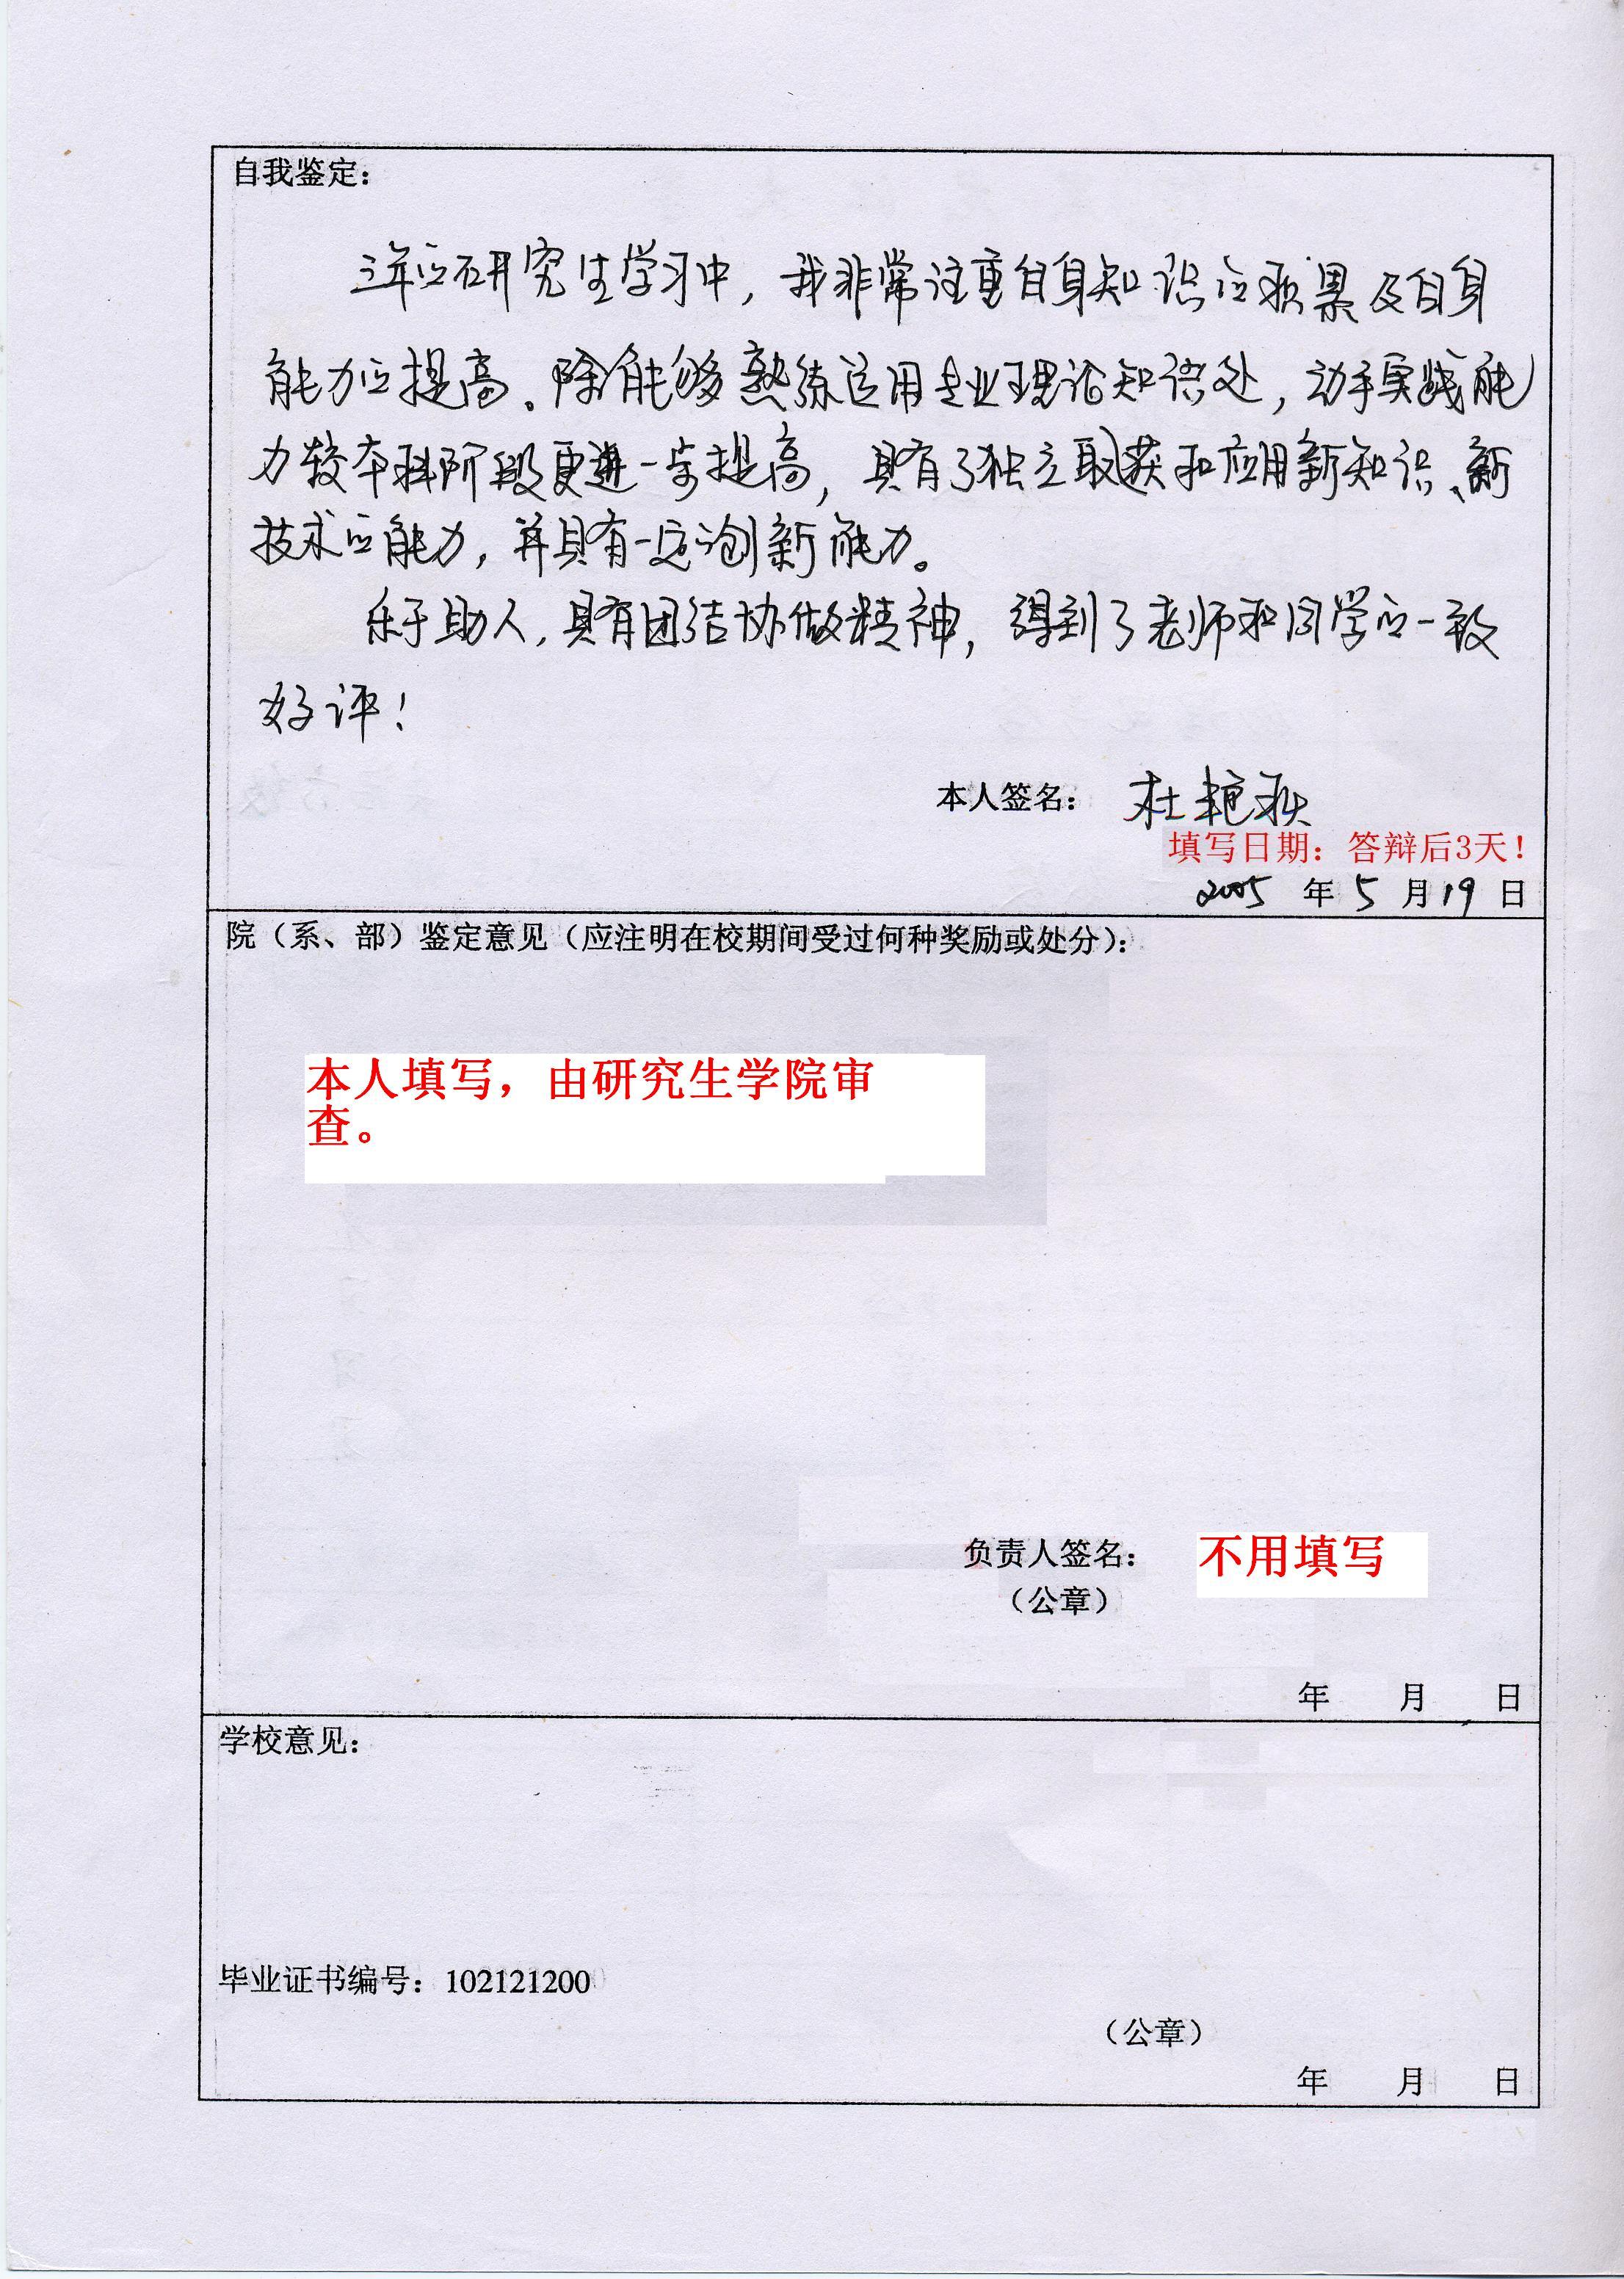 自我鉴定：
三年的研究生学习中，我非常注重自身知识的积累及自身
能力的提高。除能够熟练运用专业理论知识处，动手实践能
力较本科阶段更进一步提高，具有了独立取获和应用新知识、新
技术的能力，并具有一定的创新能力。
乐于助人，具有团结协做精神，得到了老师和同学的一致
好评！
本人签名： 杜艳秋
填写日期：答辩后3天！
2005 年 5 月 19 日
院（系、部）鉴定意见（应注明在校期间受过何种奖励或处分）：
本人填写，由研究生学院审
查。
负责人签名： 不用填写
（公章）
年 月 日
学校意见：
毕业证书编号：102121200
（公章）
年 月 日